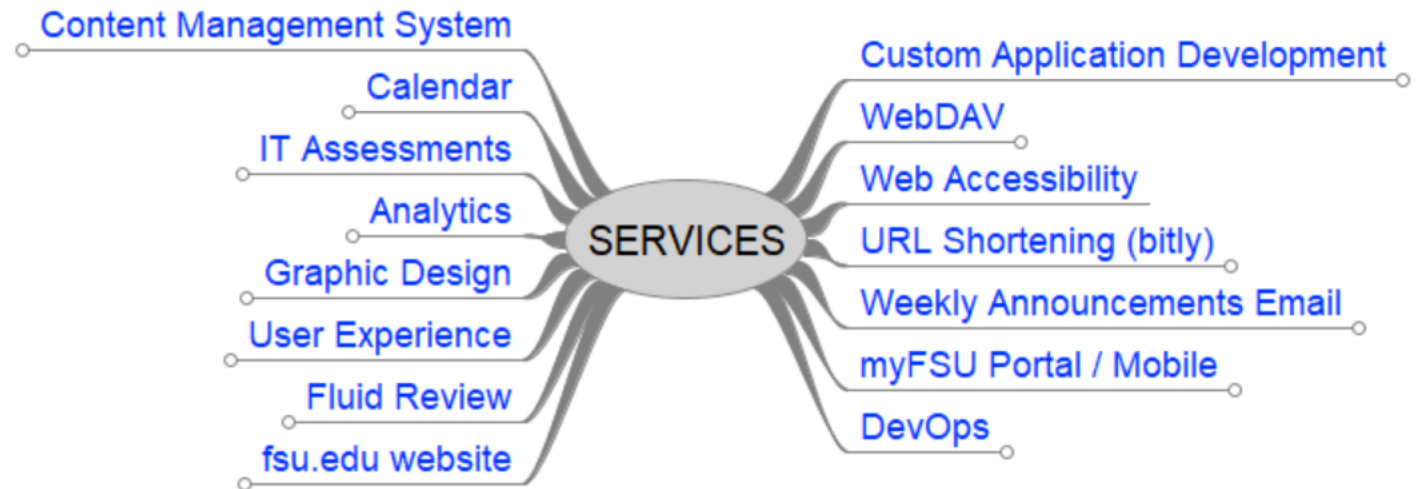 Content Management System
Calendar
IT Assessments
Analytics
Graphic Design
User Experience
Fluid Review
fsu.edu website
SERVICES
Custom Application Development
WebDAV
Web Accessibility
URL Shortening (bitly)
Weekly Announcements Email
myFSU Portal / Mobile
DevOps